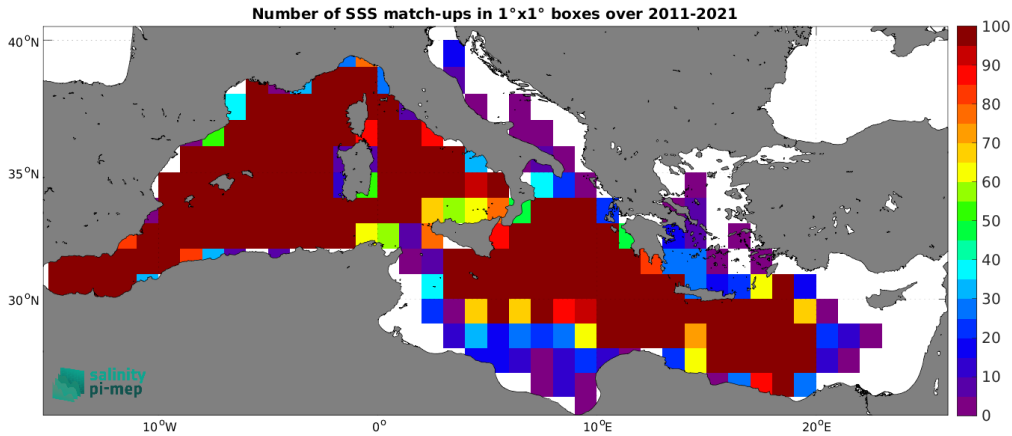 Number of SSS match-ups in 1°x1° boxes over 2011-2021
40°N
35°N
30°N
10°W
0°
10°E
20°E
100
90
80
70
60
50
40
30
20
10
0
salinity
pi-mep